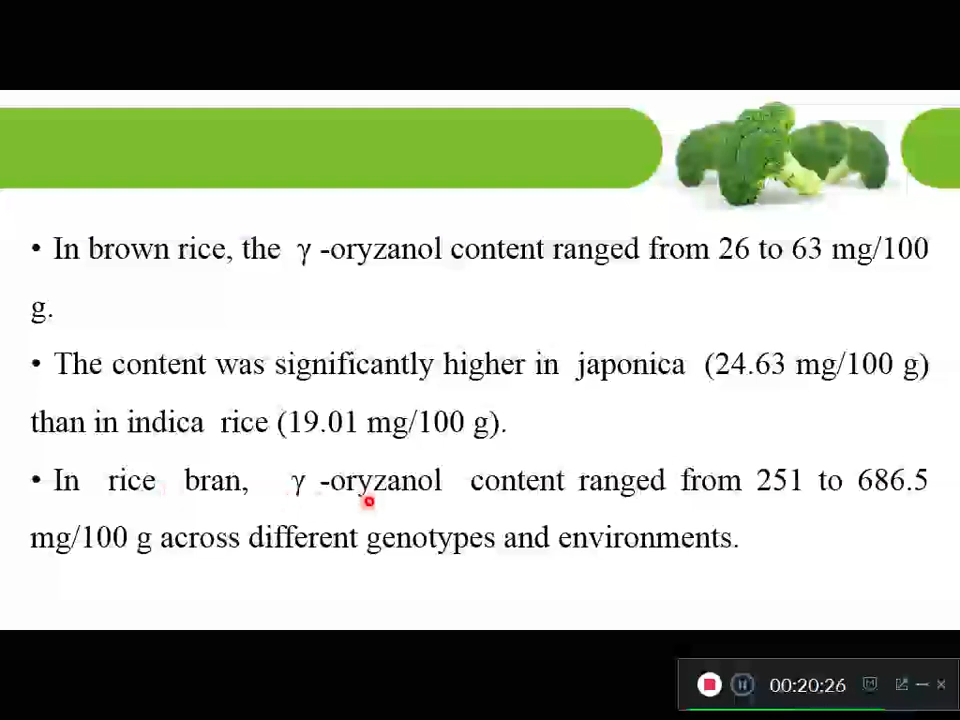 • In brown rice, the γ -oryzanol content ranged from 26 to 63 mg/100
g.
• The content was significantly higher in japonica (24.63 mg/100 g)
than in indica rice (19.01 mg/100 g).
• In rice bran, γ -oryzanol content ranged from 251 to 686.5
mg/100 g across different genotypes and environments.
00:20:26